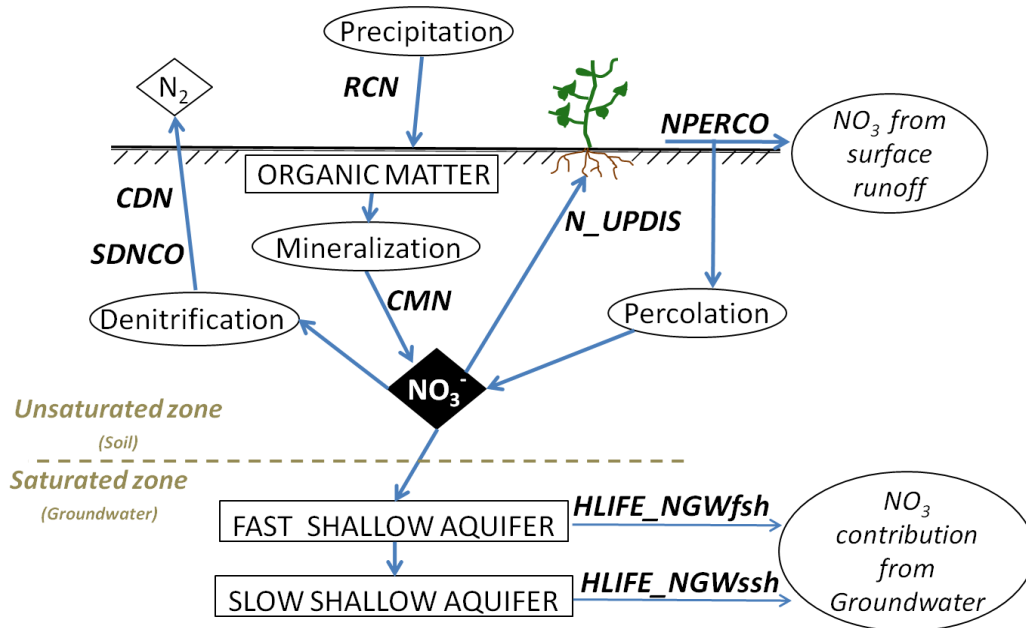 Precipitation
N₂
RCN
NPERCO
NO₃ from
surface
runoff
ORGANIC MATTER
CDN
N_UPDIS
SDNCO
Mineralization
CMN
Denitrification
Percolation
NO₃⁻
Unsaturated zone
(Soil)
Saturated zone
(Groundwater)
FAST SHALLOW AQUIFER
HLIFE_NGWfsh
NO₃
contribution
from
Groundwater
SLOW SHALLOW AQUIFER
HLIFE_NGWssh